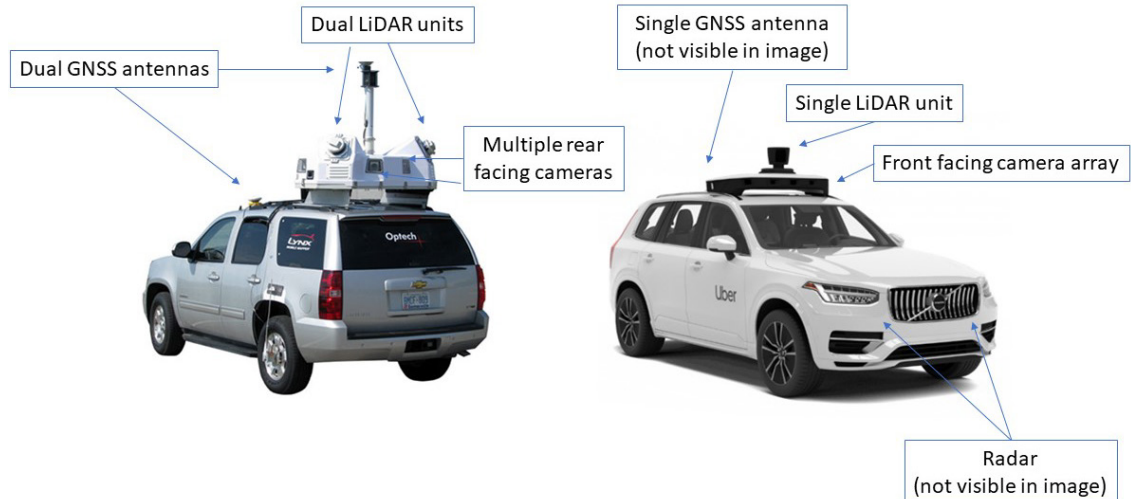 Dual LiDAR units
Dual GNSS antennas
Multiple rear
facing cameras
LYNX
Optech
Single GNSS antenna
(not visible in image)
Single LiDAR unit
Front facing camera array
Uber
Radar
(not visible in image)